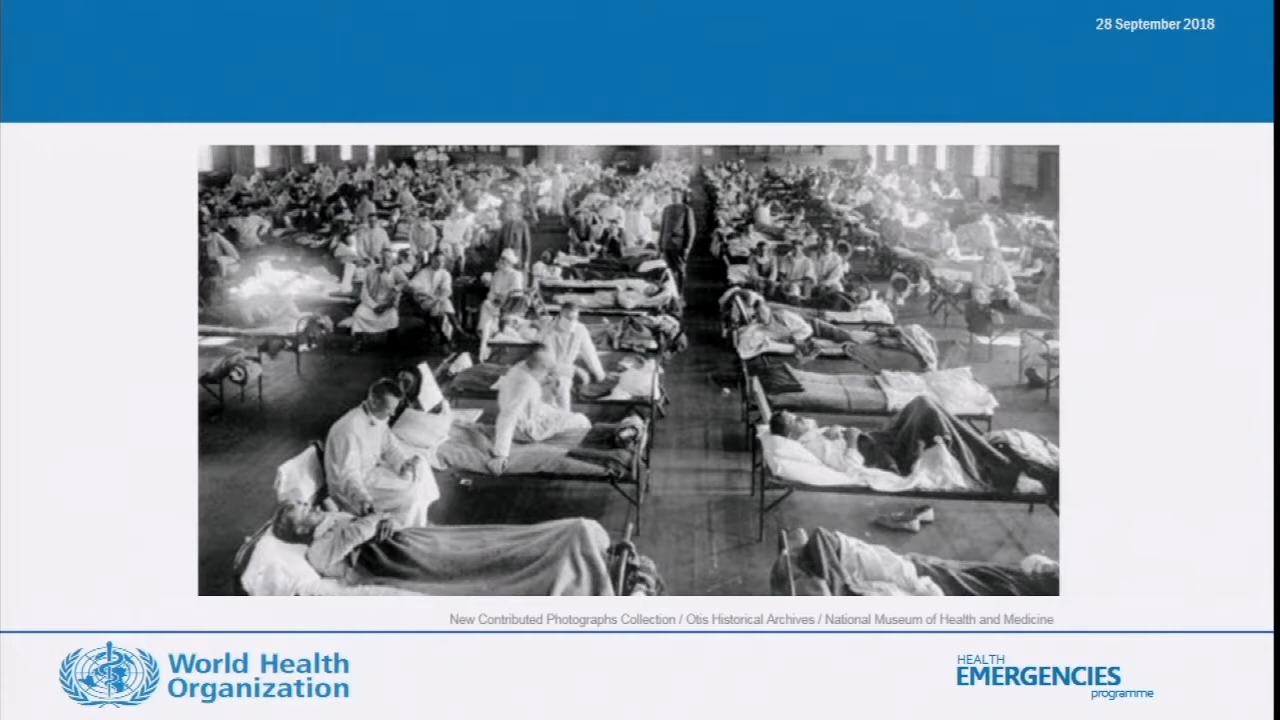 28 September 2018
New Contributed Photographs Collection / Otis Historical Archives / National Museum of Health and Medicine
World Health
Organization
HEALTH
EMERGENCIES
programme